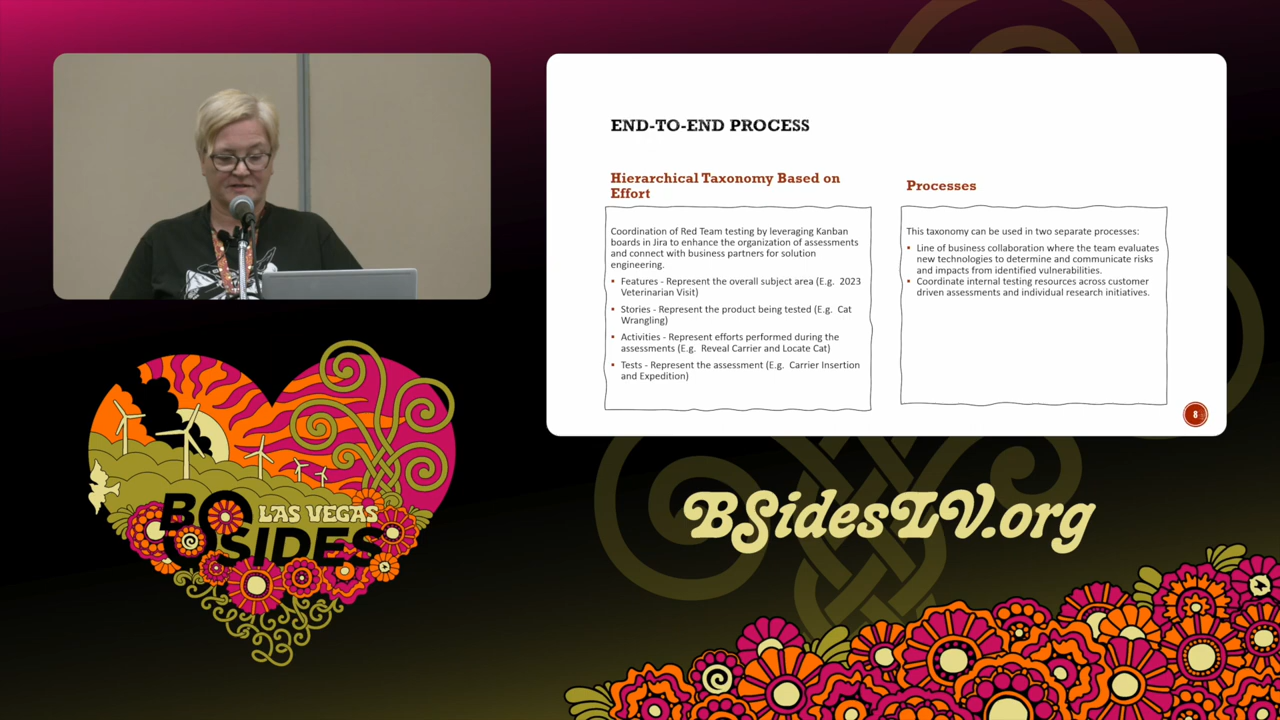 END-TO-END PROCESS
Hierarchical Taxonomy Based on
Effort
Coordination of Red Team testing by leveraging Kanban
boards in Jira to enhance the organization of assessments
and connect with business partners for solution
engineering.
▪ Features - Represent the overall subject area (E.g. 2023
Veterinarian Visit)
▪ Stories - Represent the product being tested (E.g. Cat
Wrangling)
▪ Activities - Represent efforts performed during the
assessments (E.g. Reveal Carrier and Locate Cat)
▪ Tests - Represent the assessment (E.g. Carrier Insertion
and Expedition)
Processes
This taxonomy can be used in two separate processes:
▪ Line of business collaboration where the team evaluates
new technologies to determine and communicate risks
and impacts from identified vulnerabilities.
▪ Coordinate internal testing resources across customer
driven assessments and individual research initiatives.
8
LAS VEGAS
BSIDES
23
BSidesLV.org